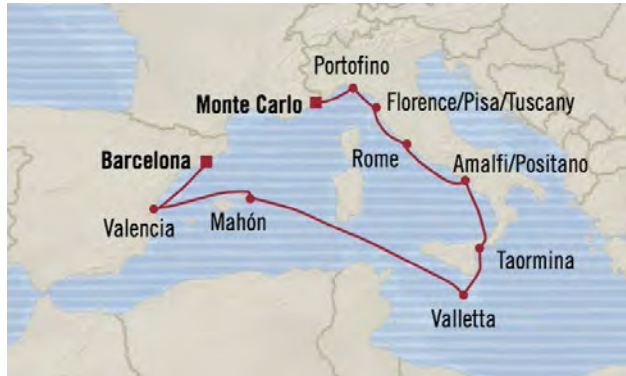 Portofino
Monte Carlo
Florence/Pisa/Tuscany
Barcelona
Rome
Amalfi/Positano
Valencia
Mahón
Taormina
Valletta